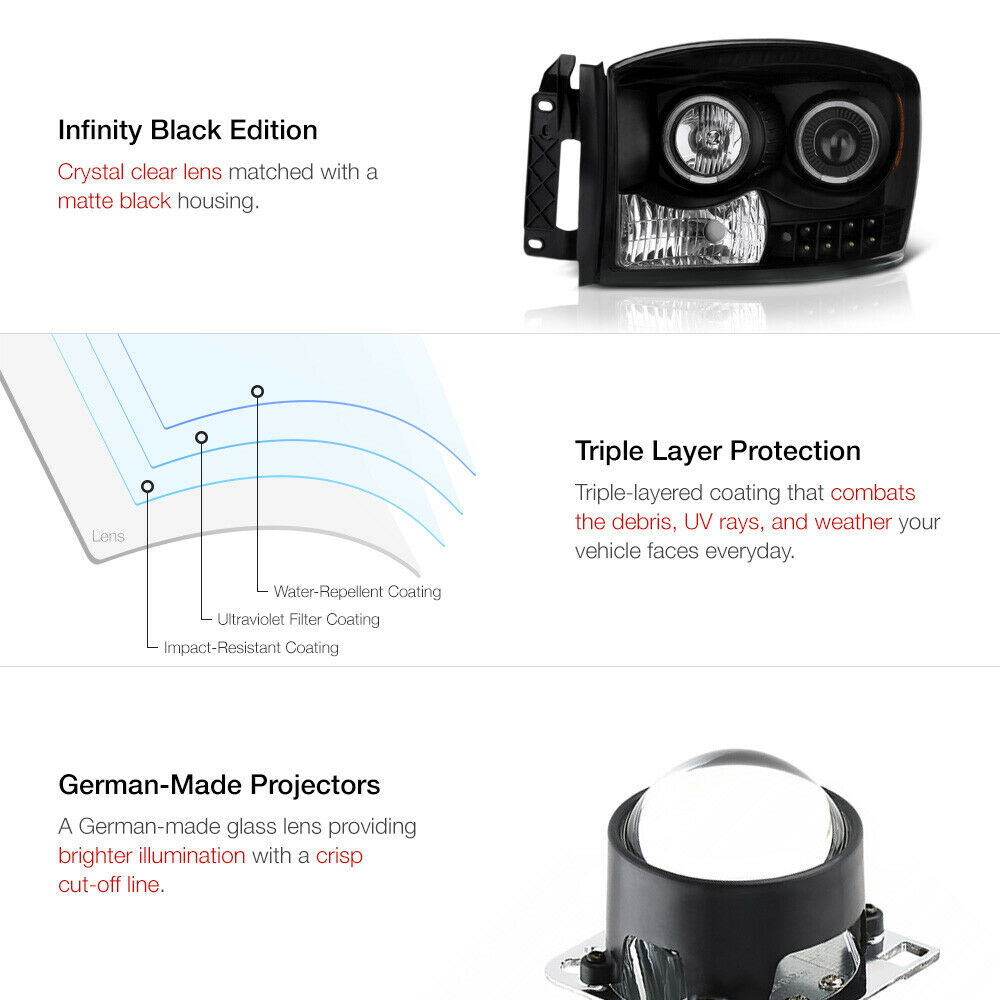 Infinity Black Edition
Crystal clear lens matched with a
matte black housing.
Lens
Water-Repellent Coating
Ultraviolet Filter Coating
Impact-Resistant Coating
Triple Layer Protection
Triple-layered coating that combats
the debris, UV rays, and weather your
vehicle faces everyday.
German-Made Projectors
A German-made glass lens providing
brighter illumination with a crisp
cut-off line.